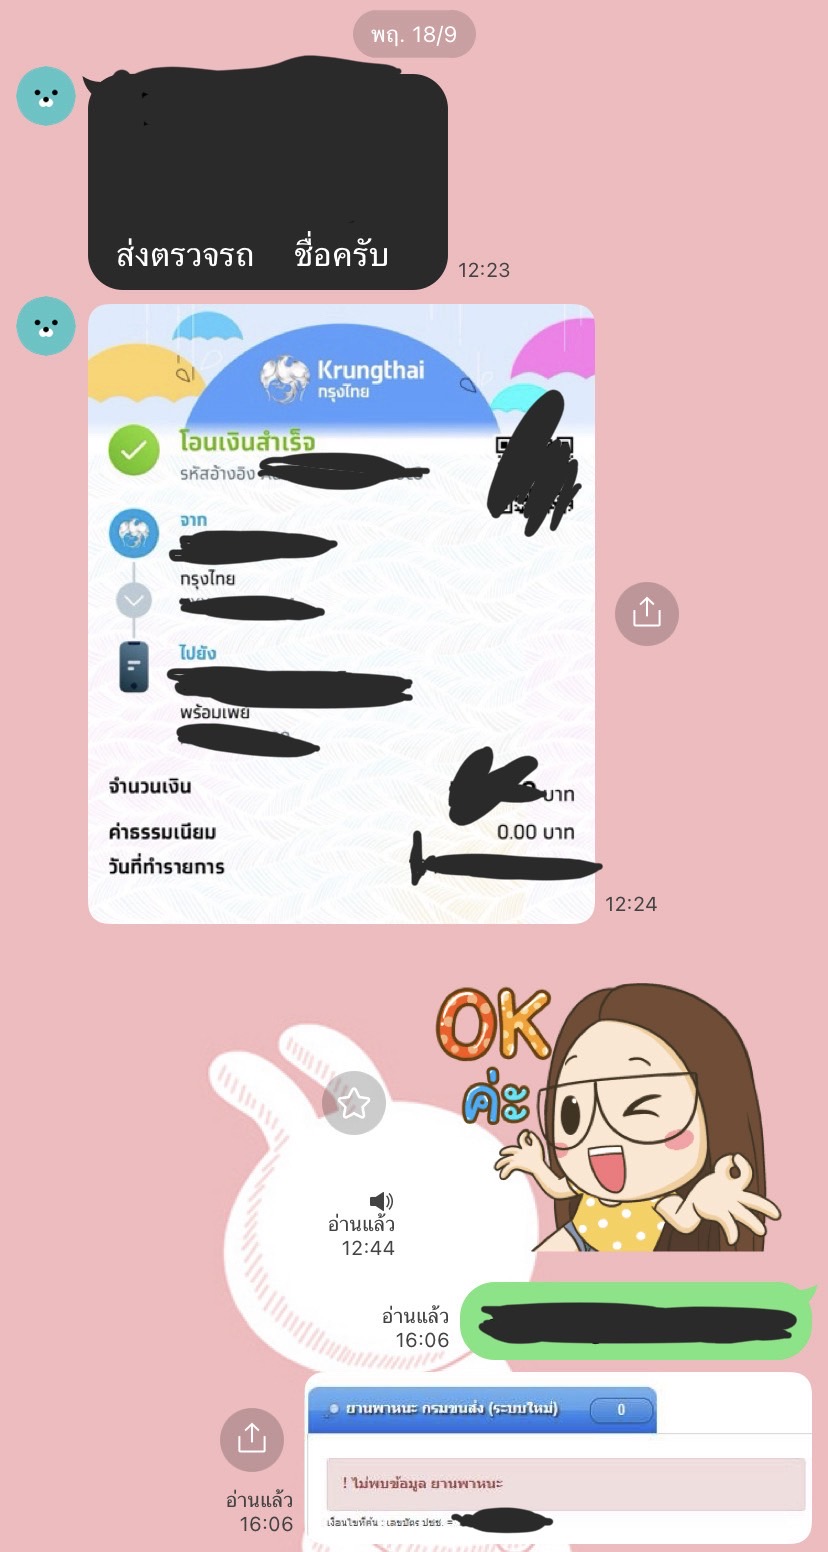 พฤ. 18/9
ส่งตรวจรถ ชื่อครับ
12:23
Krungthai
กรุงไทย
โอนเงินสำเร็จ
รหัสอ้างอิง
จาก
กรุงไทย
ไปยัง
พร้อมเพย์
จำนวนเงิน บาท
ค่าธรรมเนียม 0.00 บาท
วันที่ทำรายการ
12:24
OK
ค่ะ
อ่านแล้ว
12:44
อ่านแล้ว
16:06
ยานพาหนะ กรมขนส่ง (ระบบใหม่) 0
! ไม่พบข้อมูล ยานพาหนะ
เงื่อนไขที่ค้น : เลขบัตร ปชช. =
อ่านแล้ว
16:06